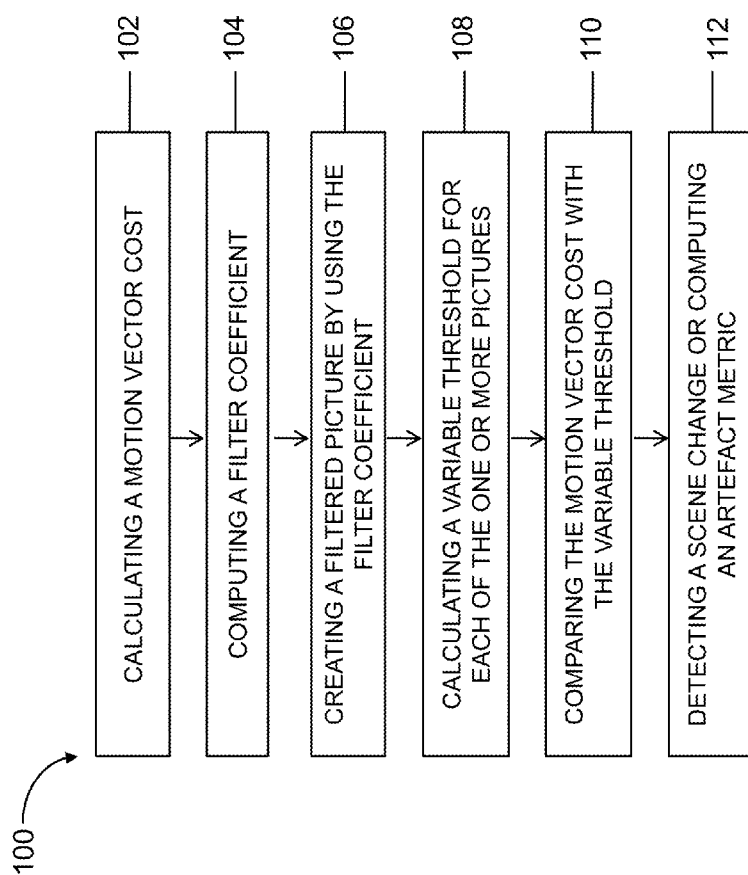 100
CALCULATING A MOTION VECTOR COST
102
COMPUTING A FILTER COEFFICIENT
104
CREATING A FILTERED PICTURE BY USING THE
FILTER COEFFICIENT
106
CALCULATING A VARIABLE THRESHOLD FOR
EACH OF THE ONE OR MORE PICTURES
108
COMPARING THE MOTION VECTOR COST WITH
THE VARIABLE THRESHOLD
110
DETECTING A SCENE CHANGE OR COMPUTING
AN ARTEFACT METRIC
112